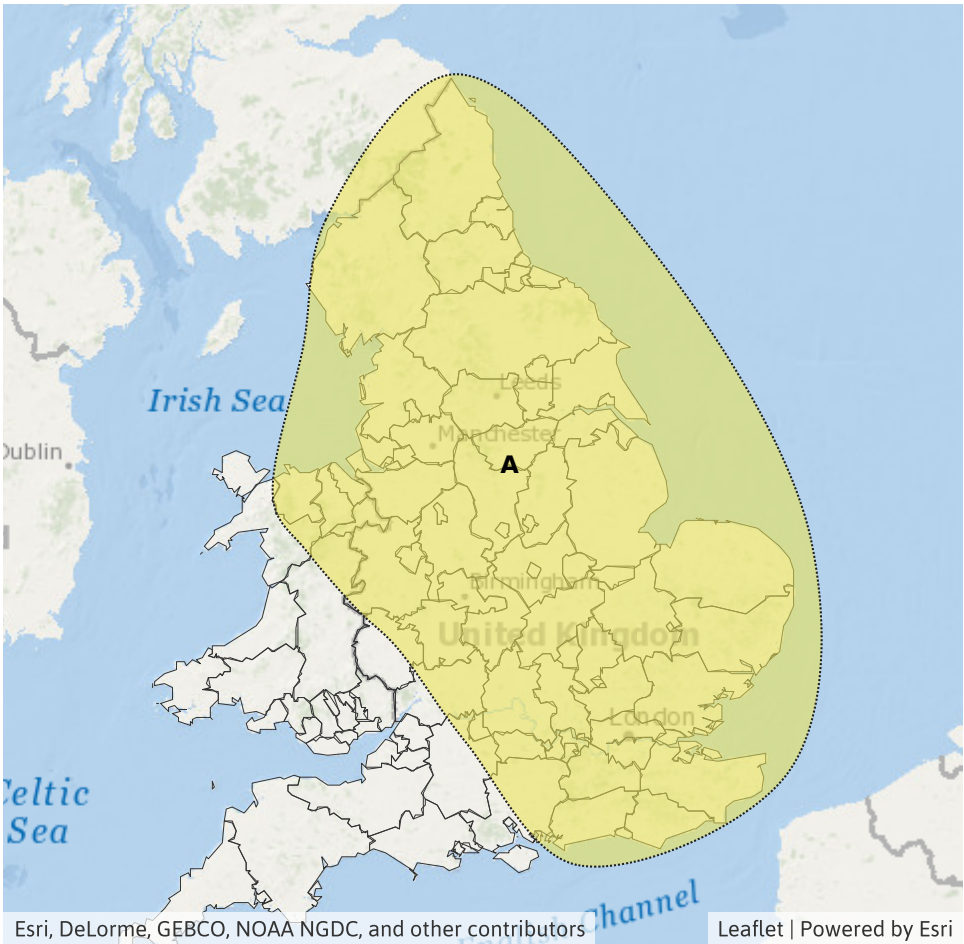 Leeds
Irish Sea
Manchester
Dublin
A
Birmingham
United Kingdom
London
Celtic
Sea
English Channel
Esri, DeLorme, GEBCO, NOAA NGDC, and other contributors
Leaflet | Powered by Esri